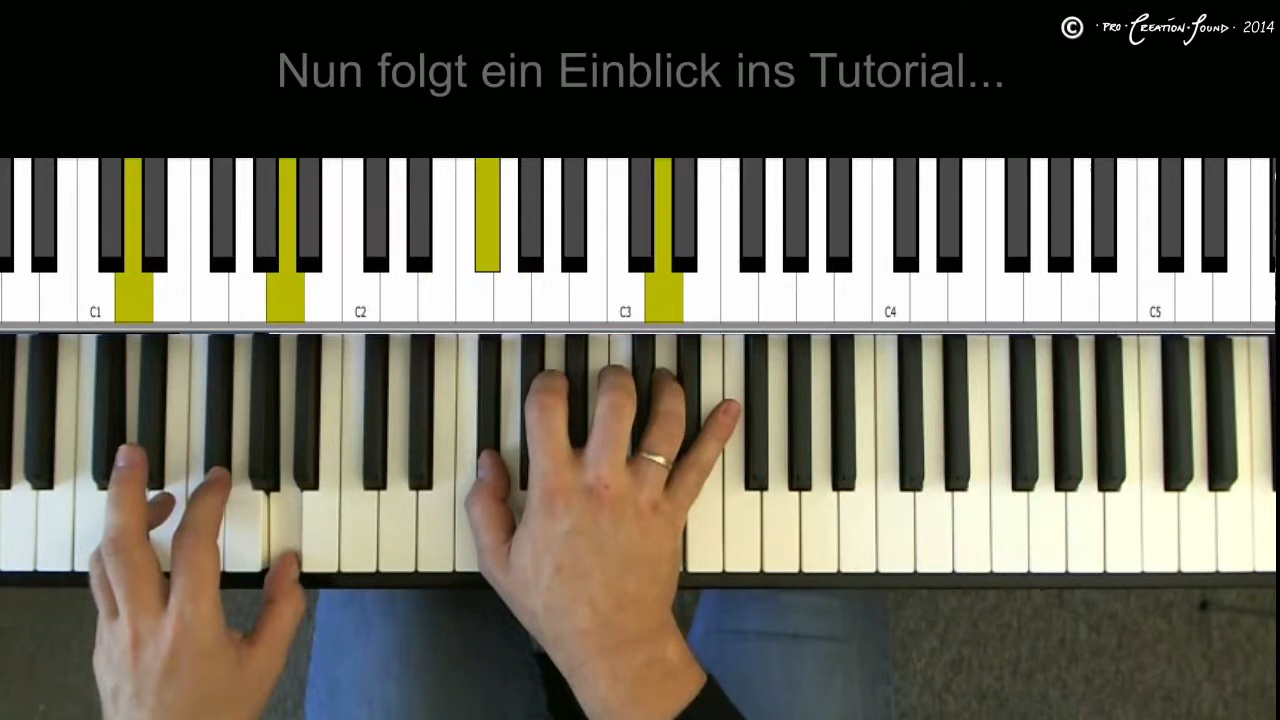 © · PRO · CREATION · SOUND · 2014
Nun folgt ein Einblick ins Tutorial...
C1 C2 C3 C4 C5